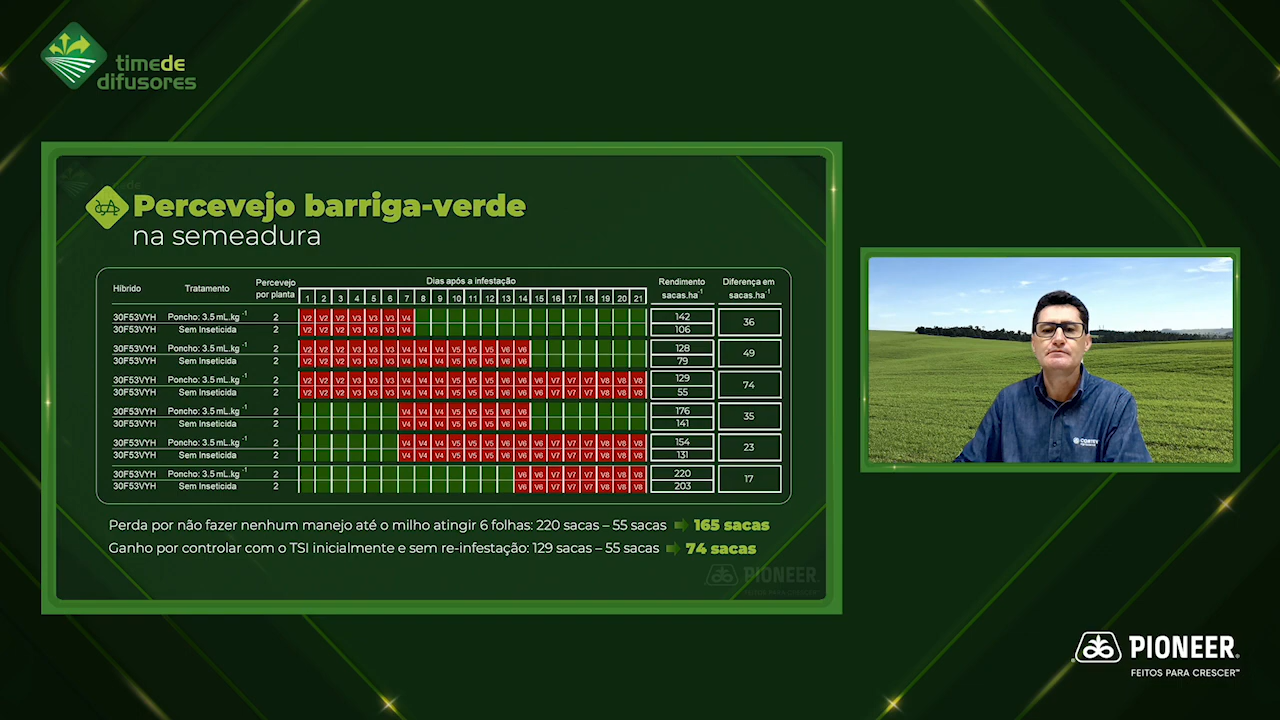 timede
difusores
Percevejo barriga-verde
na semeadura
Híbrido Tratamento Percevejo por planta Dias após a infestação Rendimento sacas.ha-1 Diferença em sacas.ha-1
1 2 3 4 5 6 7 8 9 10 11 12 13 14 15 16 17 18 19 20 21
30F53VYH Poncho: 3.5 mL.kg -1 2 V2 V2 V2 V3 V3 V3 V4 142 36
30F53VYH Sem Inseticida 2 V2 V2 V2 V3 V3 V3 V4 106
30F53VYH Poncho: 3.5 mL.kg -1 2 V2 V2 V2 V3 V3 V3 V4 V4 V4 V5 V5 V5 V6 V6 128 49
30F53VYH Sem Inseticida 2 V2 V2 V2 V3 V3 V3 V4 V4 V4 V5 V5 V5 V6 V6 79
30F53VYH Poncho: 3.5 mL.kg -1 2 V2 V2 V2 V3 V3 V3 V4 V4 V4 V5 V5 V5 V6 V6 V6 V7 V7 V7 V8 V8 V8 129 74
30F53VYH Sem Inseticida 2 V2 V2 V2 V3 V3 V3 V4 V4 V4 V5 V5 V5 V6 V6 V6 V7 V7 V7 V8 V8 V8 55
30F53VYH Poncho: 3.5 mL.kg -1 2 V4 V4 V4 V5 V5 V5 V6 V6 176 35
30F53VYH Sem Inseticida 2 V4 V4 V4 V5 V5 V5 V6 V6 141
30F53VYH Poncho: 3.5 mL.kg -1 2 V4 V4 V4 V5 V5 V5 V6 V6 V6 V7 V7 V7 V8 V8 V8 154 23
30F53VYH Sem Inseticida 2 V4 V4 V4 V5 V5 V5 V6 V6 V6 V7 V7 V7 V8 V8 V8 131
30F53VYH Poncho: 3.5 mL.kg -1 2 V6 V6 V7 V7 V7 V8 V8 V8 220 17
30F53VYH Sem Inseticida 2 V6 V6 V7 V7 V7 V8 V8 V8 203
Perda por não fazer nenhum manejo até o milho atingir 6 folhas: 220 sacas – 55 sacas 165 sacas
Ganho por controlar com o TSI inicialmente e sem re-infestação: 129 sacas – 55 sacas 74 sacas
PIONEER
CORTEVA
PIONEER®
FEITOS PARA CRESCER™